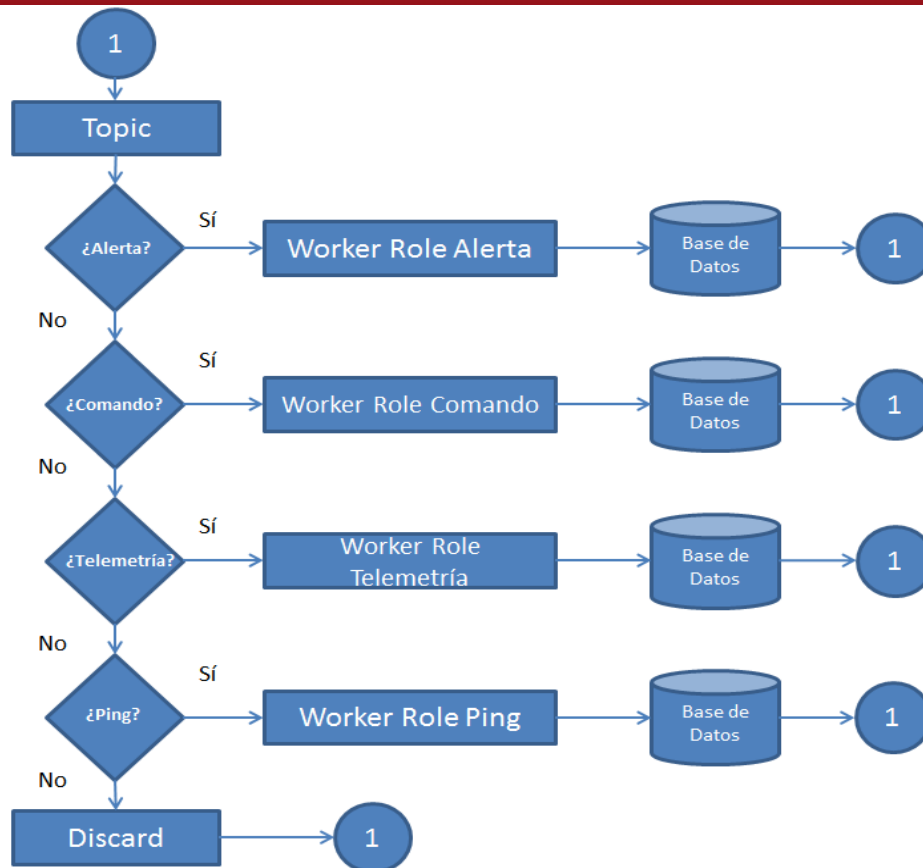 1
Topic
¿Alerta?
Sí
Worker Role Alerta
Base de
Datos
1
No
¿Comando?
Sí
Worker Role Comando
Base de
Datos
1
No
¿Telemetría?
Sí
Worker Role
Telemetría
Base de
Datos
1
No
¿Ping?
Sí
Worker Role Ping
Base de
Datos
1
No
Discard
1